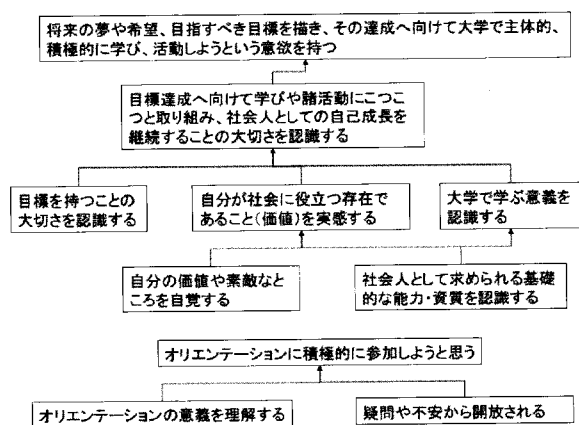 将来の夢や希望、目指すべき目標を描き、その達成へ向けて大学で主体的、
積極的に学び、活動しようという意欲を持つ
目標達成へ向けて学びや諸活動にこつこ
つと取り組み、社会人としての自己成長を
継続することの大切さを認識する
目標を持つことの
大切さを認識する
自分が社会に役立つ存在で
あること(価値)を実感する
大学で学ぶ意義を
認識する
自分の価値や素敵なと
ころを自覚する
社会人として求められる基礎
的な能力・資質を認識する
オリエンテーションに積極的に参加しようと思う
オリエンテーションの意義を理解する
疑問や不安から開放される